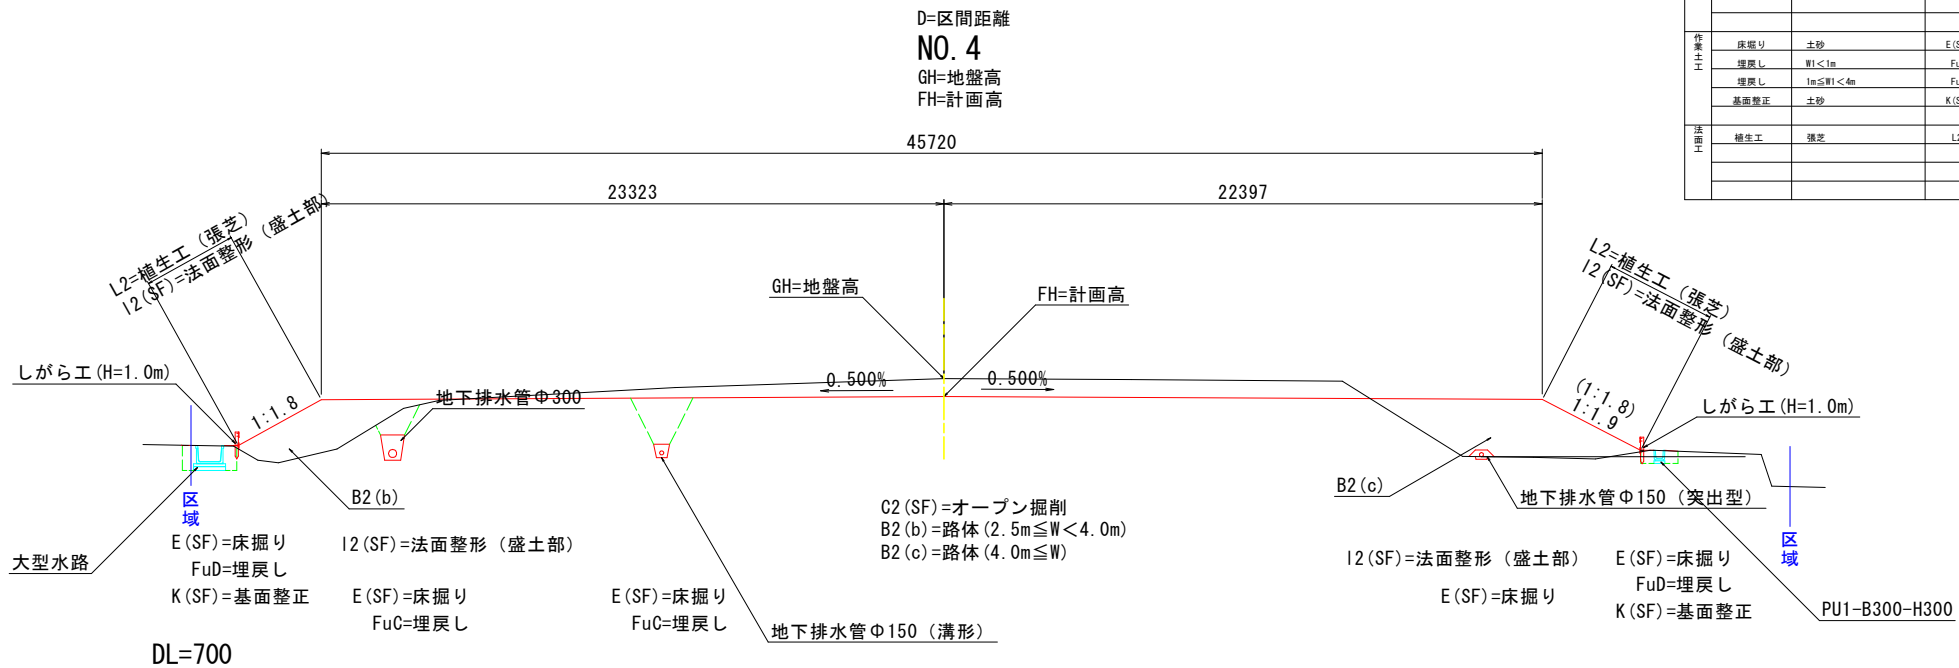 D=区間距離
NO.4
GH=地盤高
FH=計画高
作業土工
床堀り 土砂
埋戻し W1<1m
埋戻し 1m≦W1<4m
基面整正 土砂
法面工
植生工 張芝
45720
23323
22397
L2=植生工（張芝）
l2(SF)=法面整形（盛土部）
L2=植生工（張芝）
l2(SF)=法面整形（盛土部）
GH=地盤高
FH=計画高
しがら工(H=1.0m)
1:1.8
地下排水管Φ300
0.500%
0.500%
(1:1.8)
1:1.9
しがら工(H=1.0m)
区域
B2(b)
C2(SF)=オープン掘削
B2(b)=路体(2.5m≦W<4.0m)
B2(c)=路体(4.0m≦W)
B2(c)
地下排水管Φ150（突出型）
区域
大型水路
E(SF)=床掘り
FuD=埋戻し
K(SF)=基面整正
l2(SF)=法面整形（盛土部）
E(SF)=床掘り
FuC=埋戻し
E(SF)=床掘り
FuC=埋戻し
地下排水管Φ150（溝形）
l2(SF)=法面整形（盛土部）
E(SF)=床掘り
E(SF)=床掘り
FuD=埋戻し
K(SF)=基面整正
PU1-B300-H300
DL=700